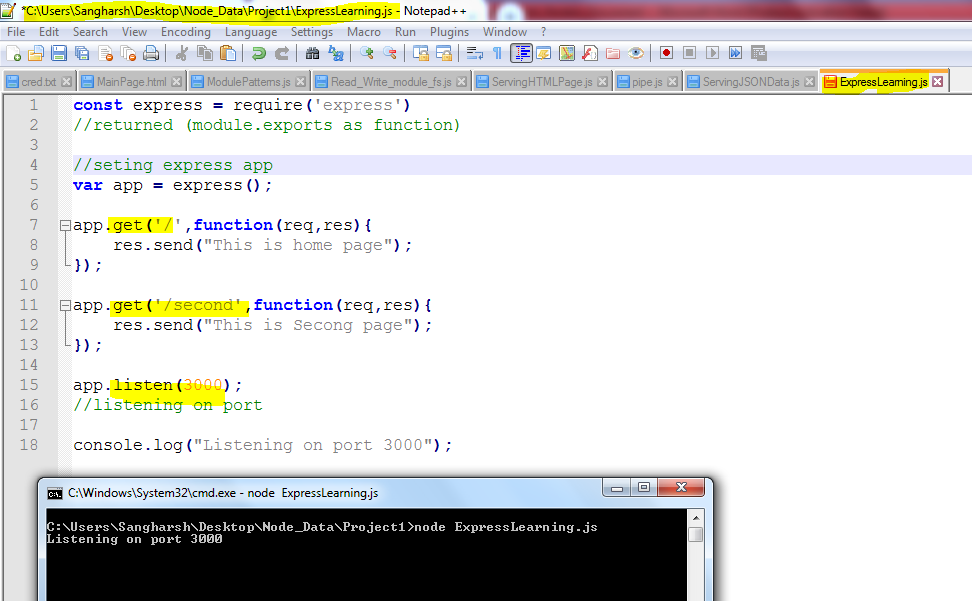 *C:\Users\Sangharsh\Desktop\Node_Data\Project1\ExpressLearning.js - Notepad++
File Edit Search View Encoding Language Settings Macro Run Plugins Window ?
cred.txt MainPage.html ModulePatterns.js Read_Write_module_fs.js ServingHTMLPage.js pipe.js ServingJSONData.js ExpressLearning.js
1 const express = require('express')
2 //returned (module.exports as function)
3
4 //seting express app
5 var app = express();
6
7 app.get('/',function(req,res){
8 res.send("This is home page");
9 });
10
11 app.get('/second',function(req,res){
12 res.send("This is Secong page");
13 });
14
15 app.listen(3000);
16 //listening on port
17
18 console.log("Listening on port 3000");
C:\Windows\System32\cmd.exe - node ExpressLearning.js
C:\Users\Sangharsh\Desktop\Node_Data\Project1>node ExpressLearning.js
Listening on port 3000